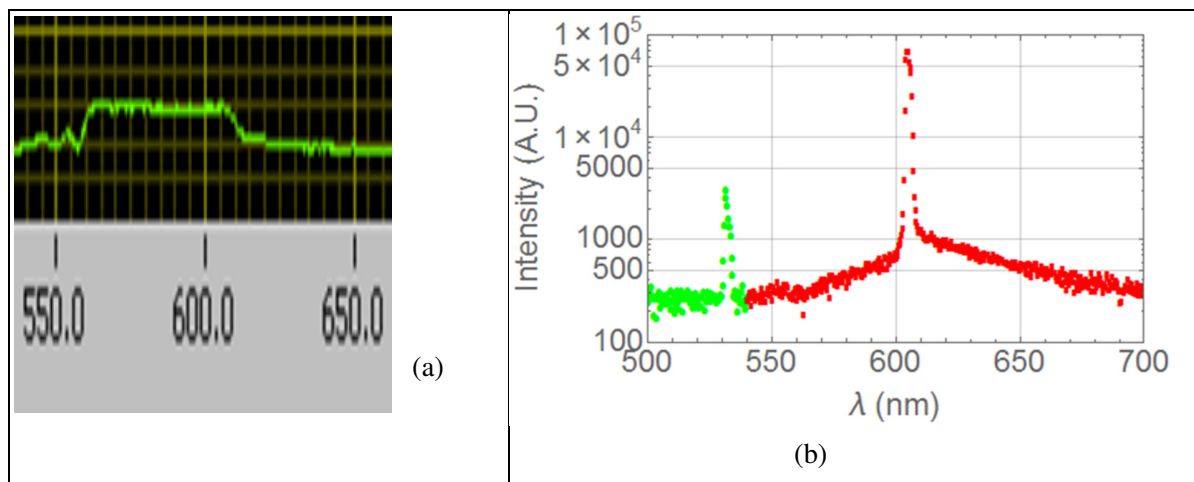 550.0 600.0 650.0
(a)
1 × 10⁵
5 × 10⁴
1 × 10⁴
5000
1000
500
100
Intensity (A.U.)
500 550 600 650 700
λ (nm)
(b)